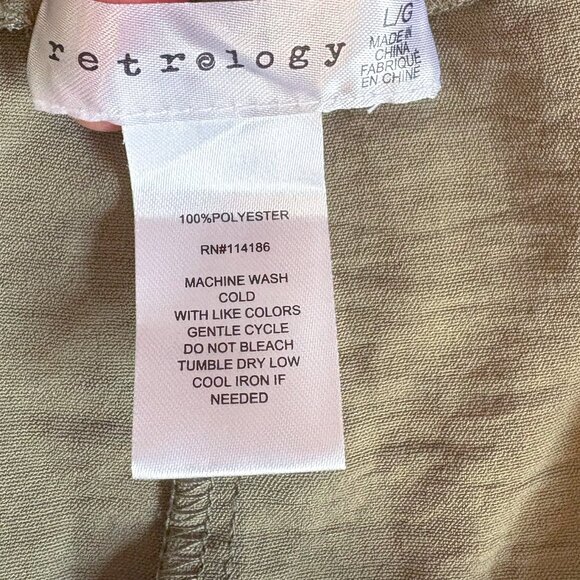 retrology
L/G
MADE IN
CHINA
FABRIQUÉ
EN CHINE
100%POLYESTER
RN#114186
MACHINE WASH
COLD
WITH LIKE COLORS
GENTLE CYCLE
DO NOT BLEACH
TUMBLE DRY LOW
COOL IRON IF
NEEDED